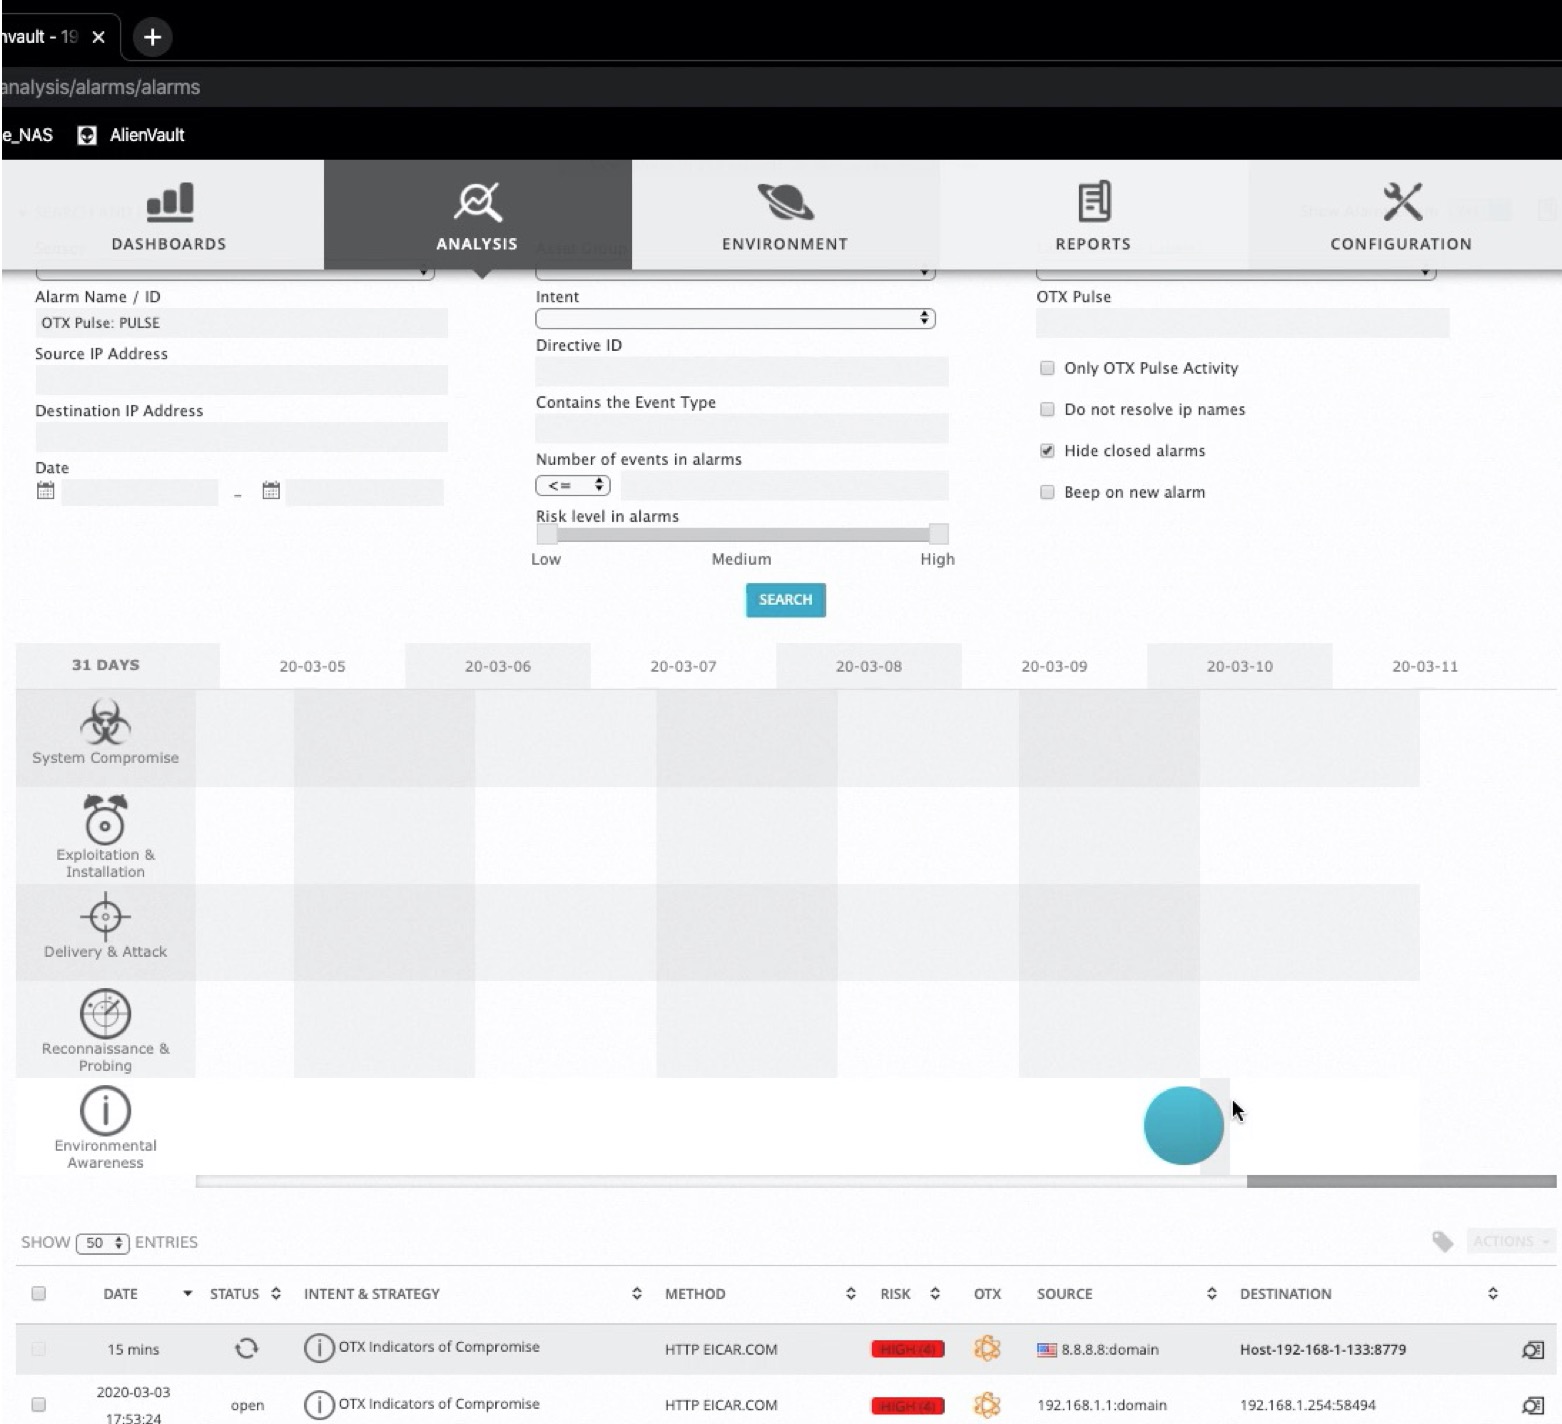 nvault - 19
analysis/alarms/alarms
e_NAS AlienVault
DASHBOARDS ANALYSIS ENVIRONMENT REPORTS CONFIGURATION
Alarm Name / ID Intent OTX Pulse
OTX Pulse: PULSE
Source IP Address Directive ID
Only OTX Pulse Activity
Destination IP Address Contains the Event Type Do not resolve ip names
Date Number of events in alarms Hide closed alarms
– <= Beep on new alarm
Risk level in alarms
Low Medium High
SEARCH
31 DAYS 20-03-05 20-03-06 20-03-07 20-03-08 20-03-09 20-03-10 20-03-11
System Compromise
Exploitation &
Installation
Delivery & Attack
Reconnaissance &
Probing
Environmental
Awareness
SHOW 50 ENTRIES ACTIONS
DATE STATUS INTENT & STRATEGY METHOD RISK OTX SOURCE DESTINATION
15 mins OTX Indicators of Compromise HTTP EICAR.COM HIGH (4) 8.8.8.8:domain Host-192-168-1-133:8779
2020-03-03
17:53:24 open OTX Indicators of Compromise HTTP EICAR.COM HIGH (4) 192.168.1.1:domain 192.168.1.254:58494